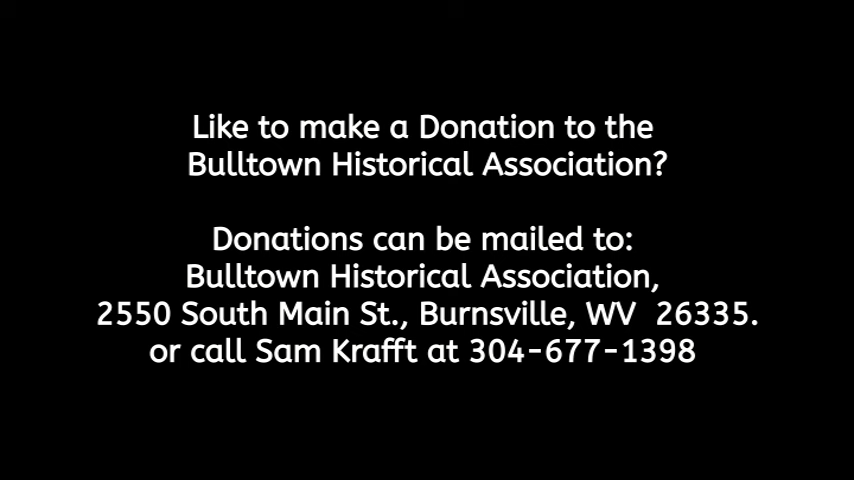 Like to make a Donation to the
Bulltown Historical Association?
Donations can be mailed to:
Bulltown Historical Association,
2550 South Main St., Burnsville, WV  26335.
or call Sam Krafft at 304-677-1398